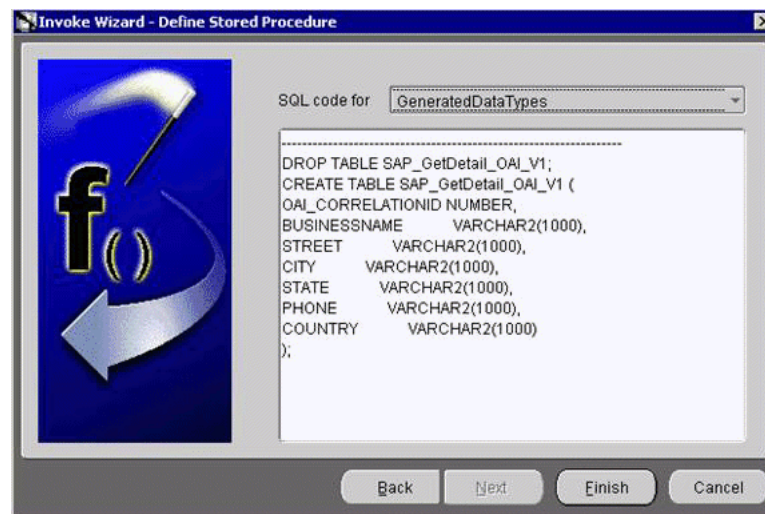 Invoke Wizard - Define Stored Procedure
SQL code for GeneratedDataTypes
-----------------------------------------------------------------
DROP TABLE SAP_GetDetail_OAI_V1;
CREATE TABLE SAP_GetDetail_OAI_V1 (
OAI_CORRELATIONID NUMBER,
BUSINESSNAME VARCHAR2(1000),
STREET VARCHAR2(1000),
CITY VARCHAR2(1000),
STATE VARCHAR2(1000),
PHONE VARCHAR2(1000),
COUNTRY VARCHAR2(1000)
);
f()
Back Next Finish Cancel